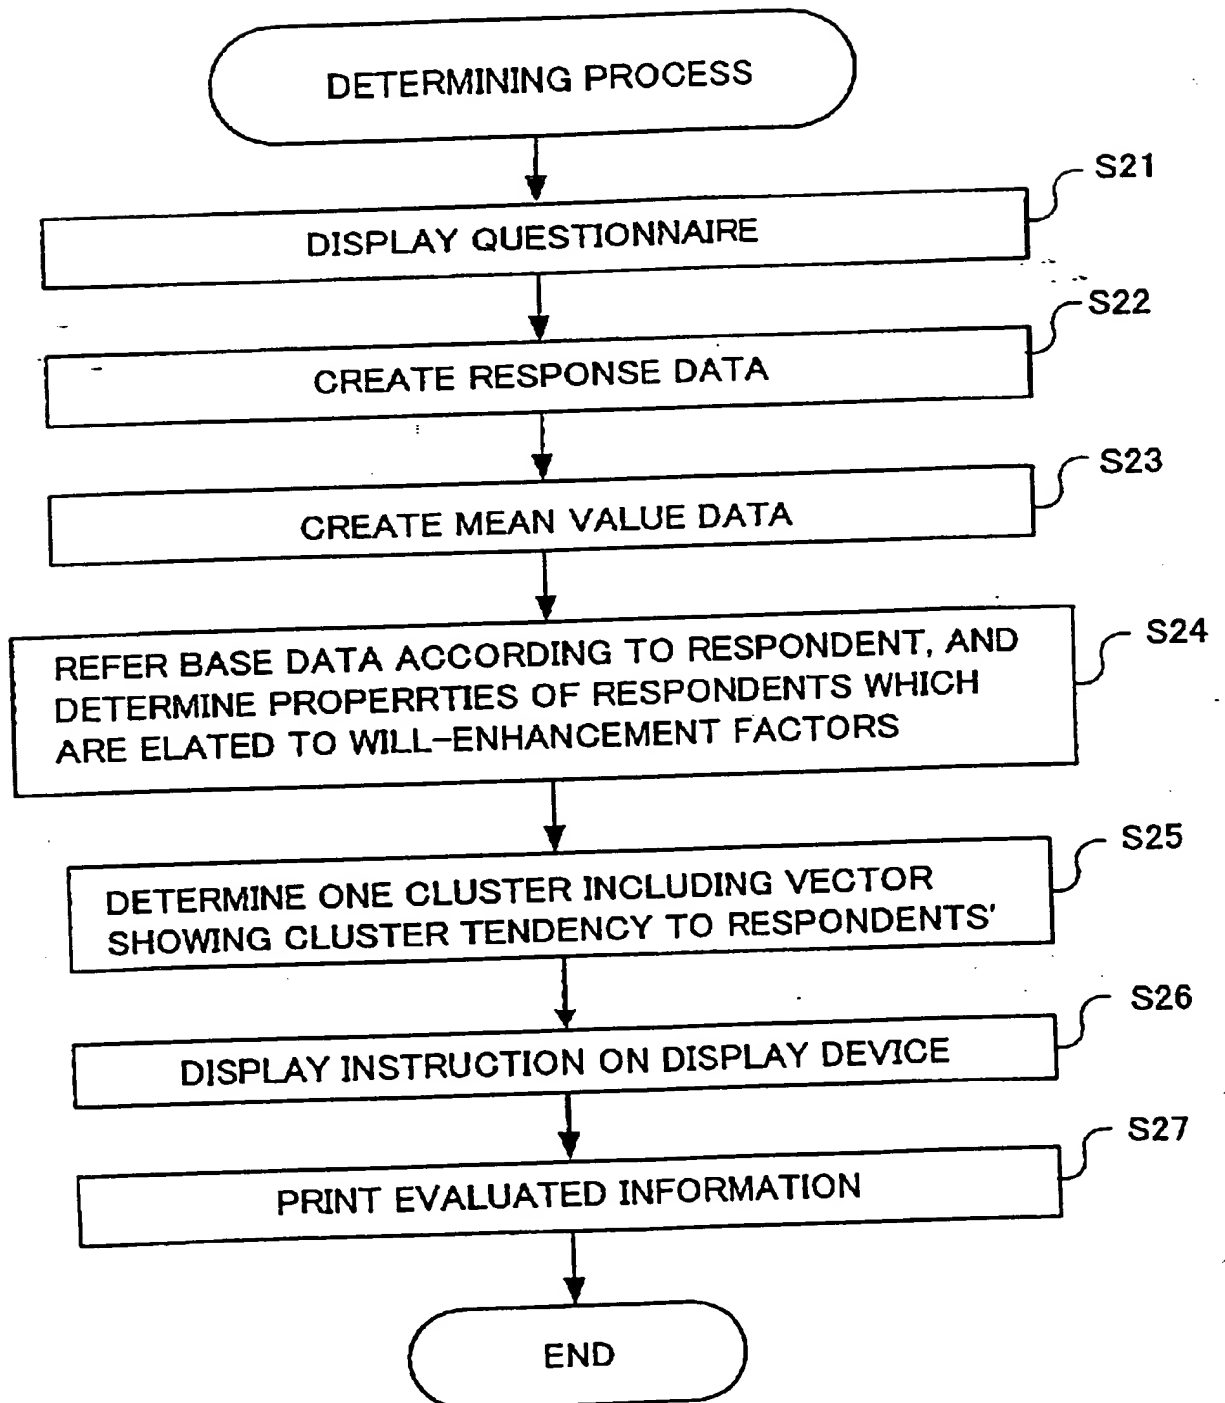 DETERMINING PROCESS
S21
DISPLAY QUESTIONNAIRE
S22
CREATE RESPONSE DATA
S23
CREATE MEAN VALUE DATA
S24
REFER BASE DATA ACCORDING TO RESPONDENT, AND
DETERMINE PROPERRTIES OF RESPONDENTS WHICH
ARE ELATED TO WILL-ENHANCEMENT FACTORS
S25
DETERMINE ONE CLUSTER INCLUDING VECTOR
SHOWING CLUSTER TENDENCY TO RESPONDENTS'
S26
DISPLAY INSTRUCTION ON DISPLAY DEVICE
S27
PRINT EVALUATED INFORMATION
END